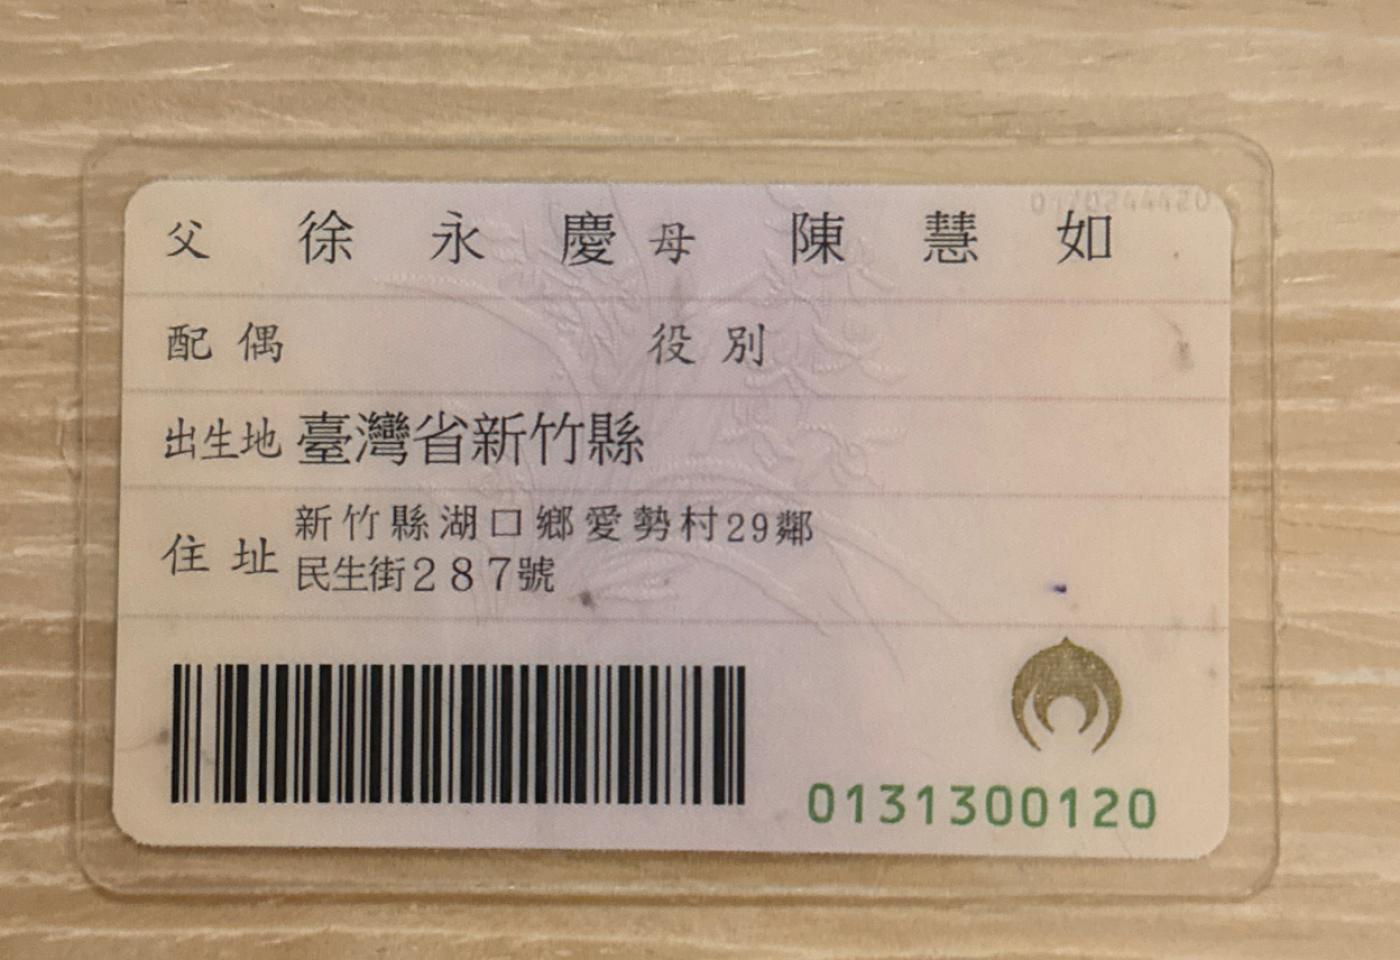 父 徐永慶 母 陳慧如
配偶 役別
出生地 臺灣省新竹縣
住址 新竹縣湖口鄉愛勢村29鄰
民生街287號
0131300120